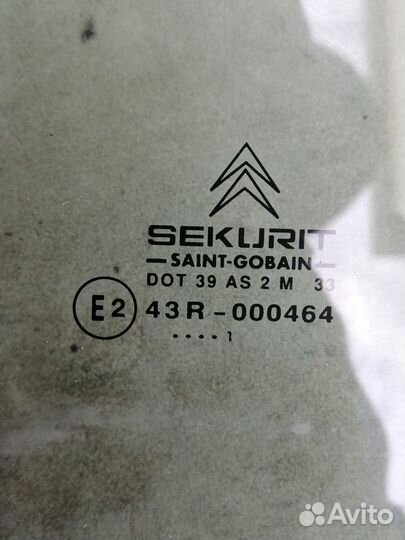 SEKURIT
SAINT-GOBAIN
DOT 39 AS 2 M 33
E2 43R-000464
.... 1
Avito